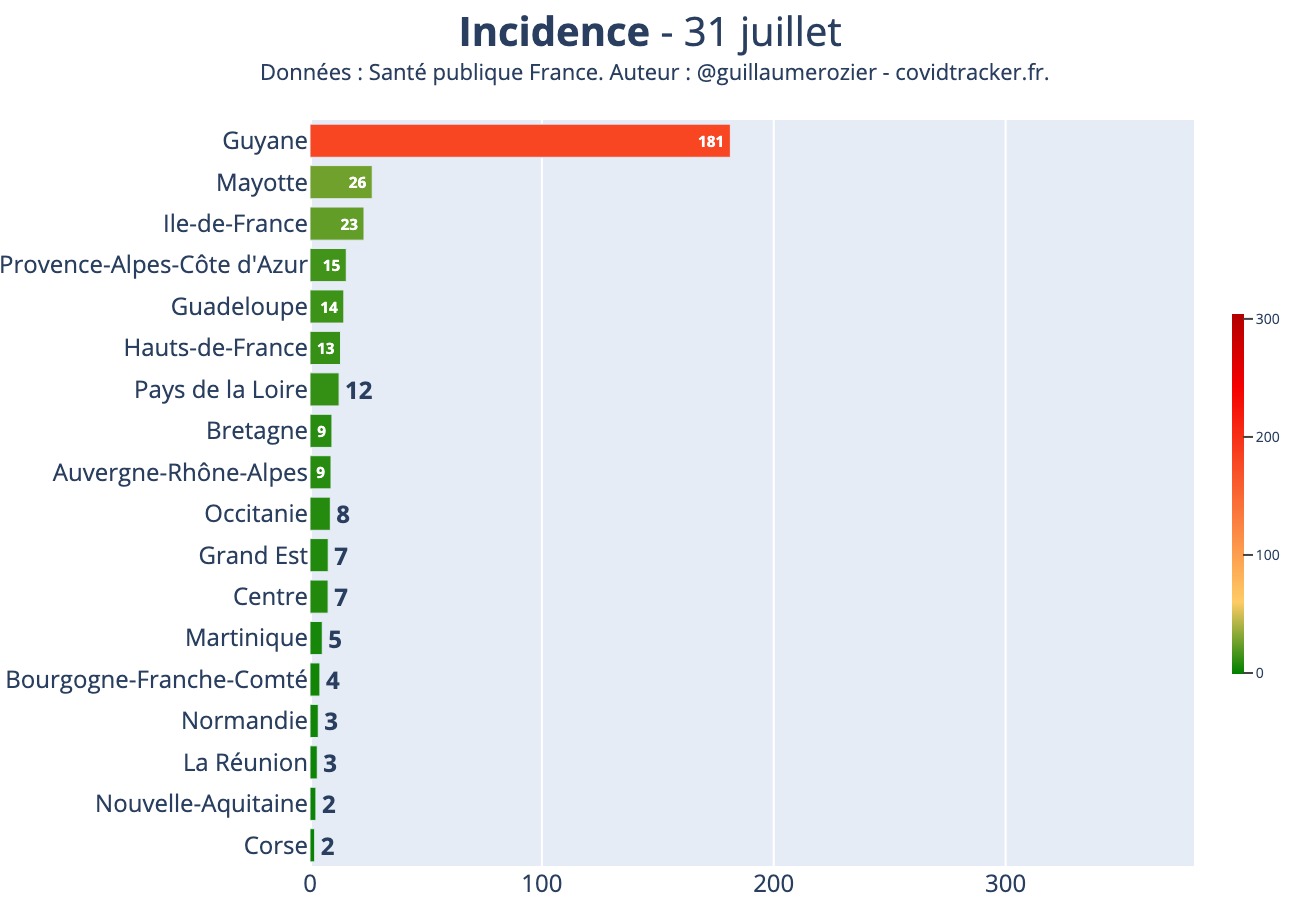 Incidence - 31 juillet
Données : Santé publique France. Auteur : @guillaumerozier - covidtracker.fr.
Guyane 181
Mayotte 26
Ile-de-France 23
Provence-Alpes-Côte d'Azur 15
Guadeloupe 14
Hauts-de-France 13
Pays de la Loire 12
Bretagne 9
Auvergne-Rhône-Alpes 9
Occitanie 8
Grand Est 7
Centre 7
Martinique 5
Bourgogne-Franche-Comté 4
Normandie 3
La Réunion 3
Nouvelle-Aquitaine 2
Corse 2
0 100 200 300
300
200
100
0